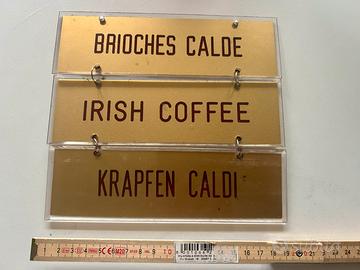 BRIOCHES CALDE
IRISH COFFEE
KRAPFEN CALDI